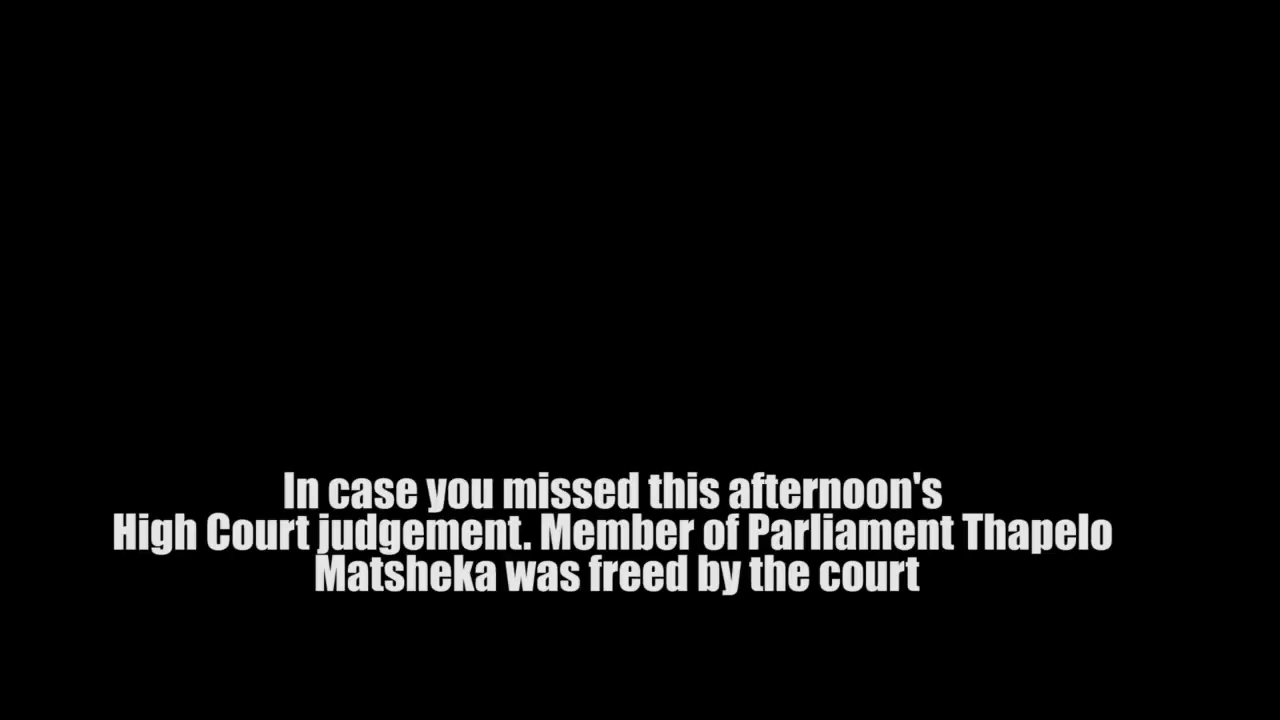 In case you missed this afternoon's
High Court judgement. Member of Parliament Thapelo
Matsheka was freed by the court